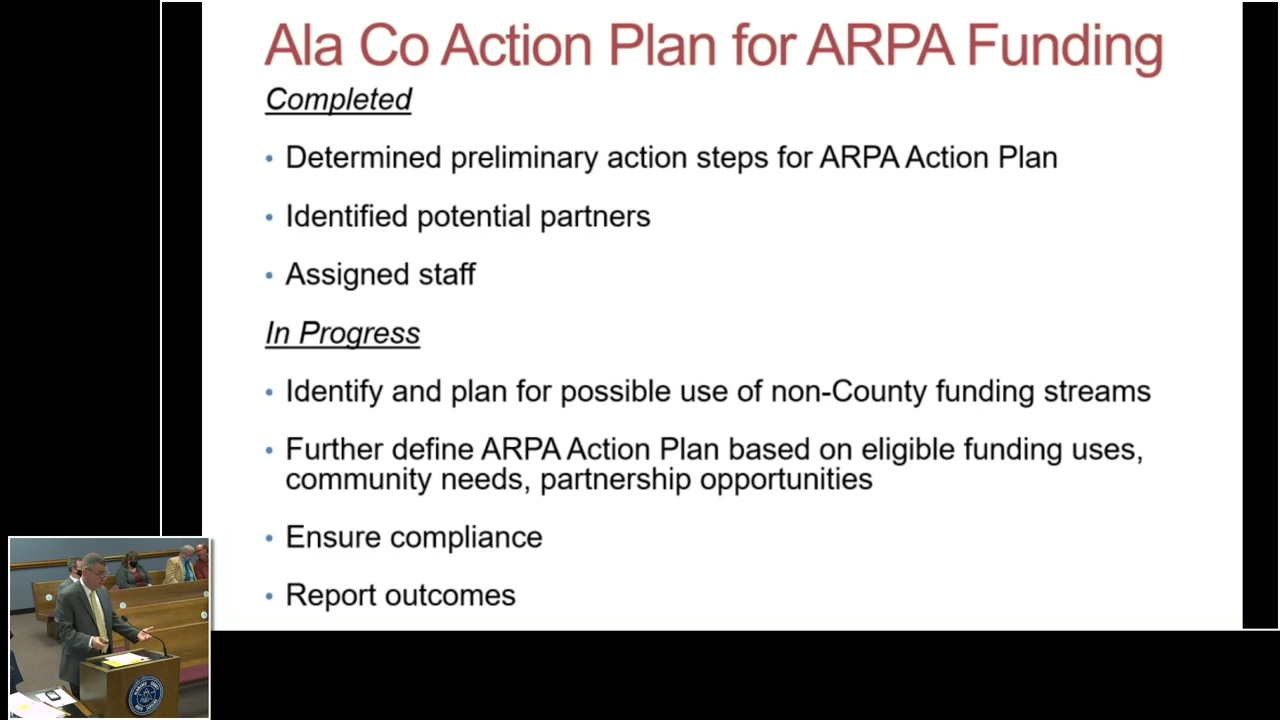 Ala Co Action Plan for ARPA Funding
Completed
• Determined preliminary action steps for ARPA Action Plan
• Identified potential partners
• Assigned staff
In Progress
• Identify and plan for possible use of non-County funding streams
• Further define ARPA Action Plan based on eligible funding uses,
community needs, partnership opportunities
• Ensure compliance
• Report outcomes